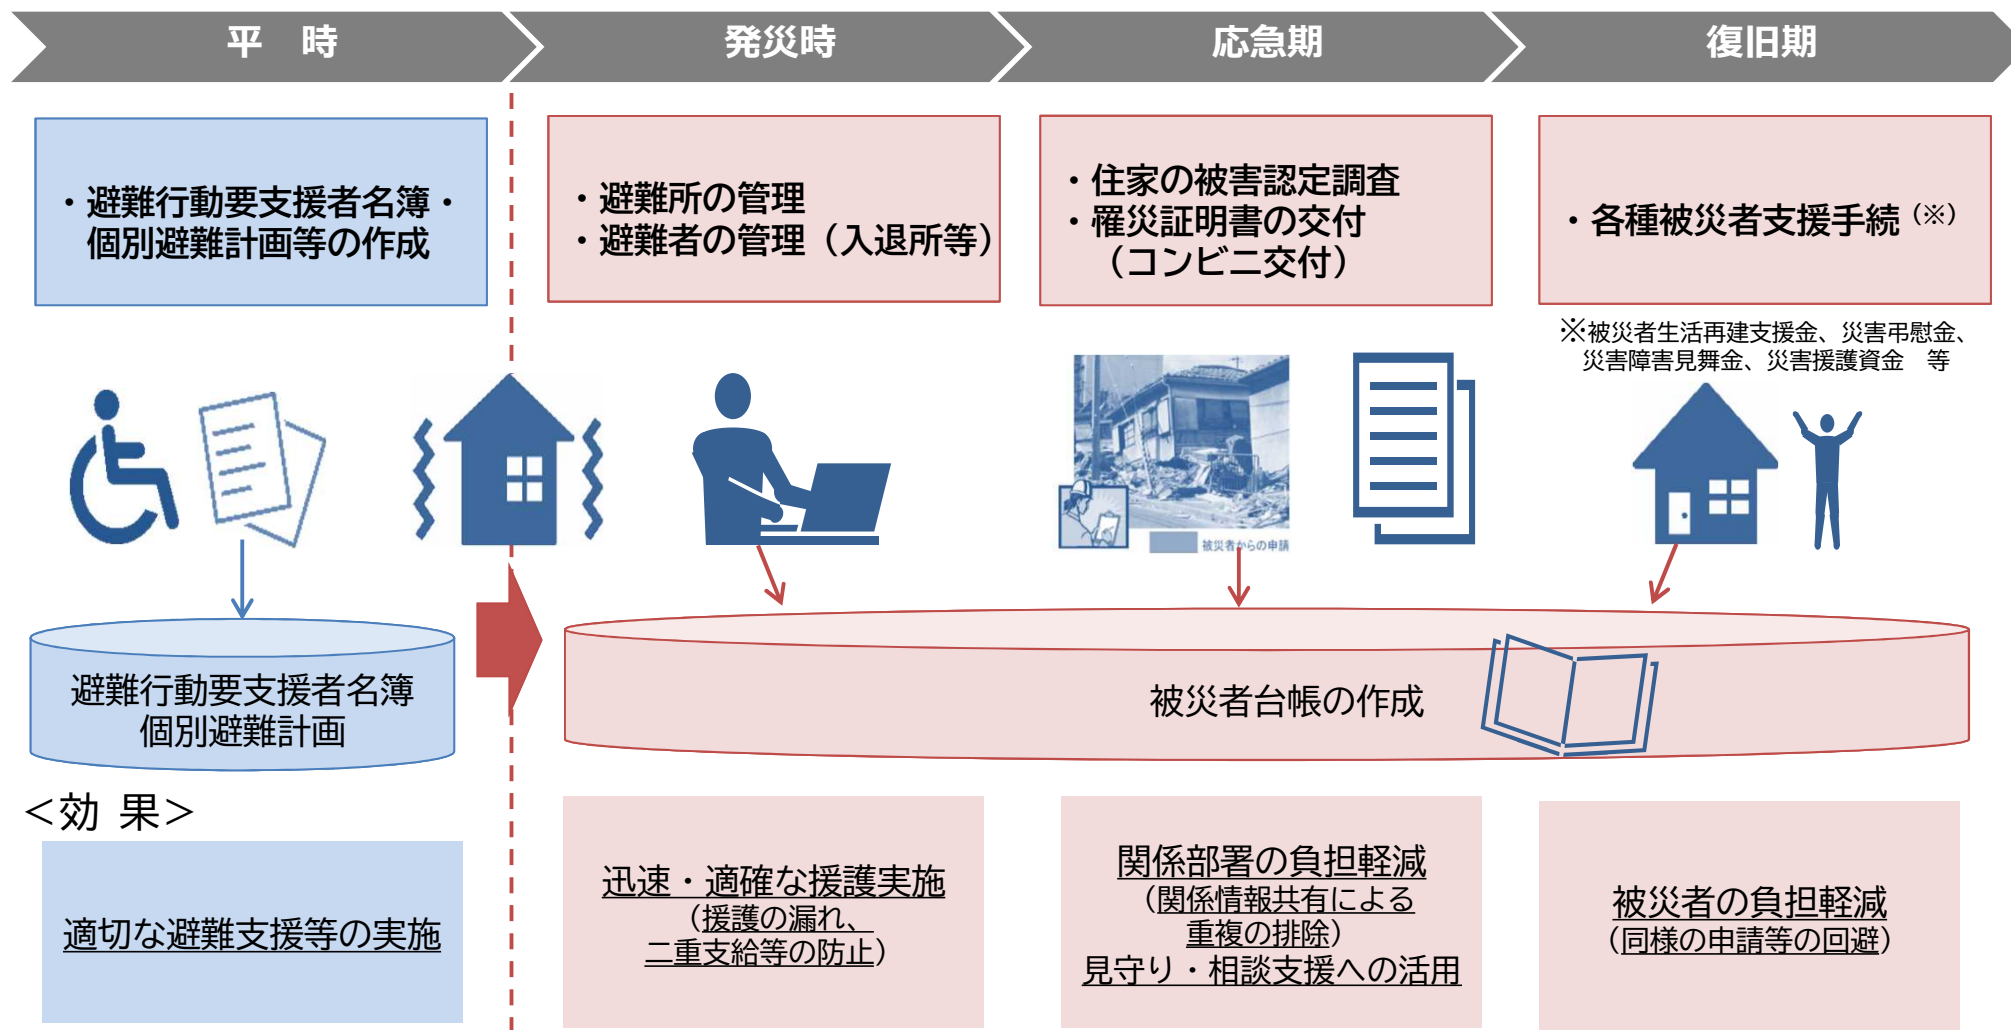 平　時
発災時
応急期
復旧期
・避難行動要支援者名簿・
個別避難計画等の作成
・避難所の管理
・避難者の管理（入退所等）
・住家の被害認定調査
・罹災証明書の交付
（コンビニ交付）
・各種被災者支援手続（※）
※被災者生活再建支援金、災害弔慰金、
災害障害見舞金、災害援護資金　等
被災者からの申請
避難行動要支援者名簿
個別避難計画
被災者台帳の作成
＜効 果＞
適切な避難支援等の実施
迅速・適確な援護実施
（援護の漏れ、
二重支給等の防止）
関係部署の負担軽減
（関係情報共有による
重複の排除）
見守り・相談支援への活用
被災者の負担軽減
（同様の申請等の回避）